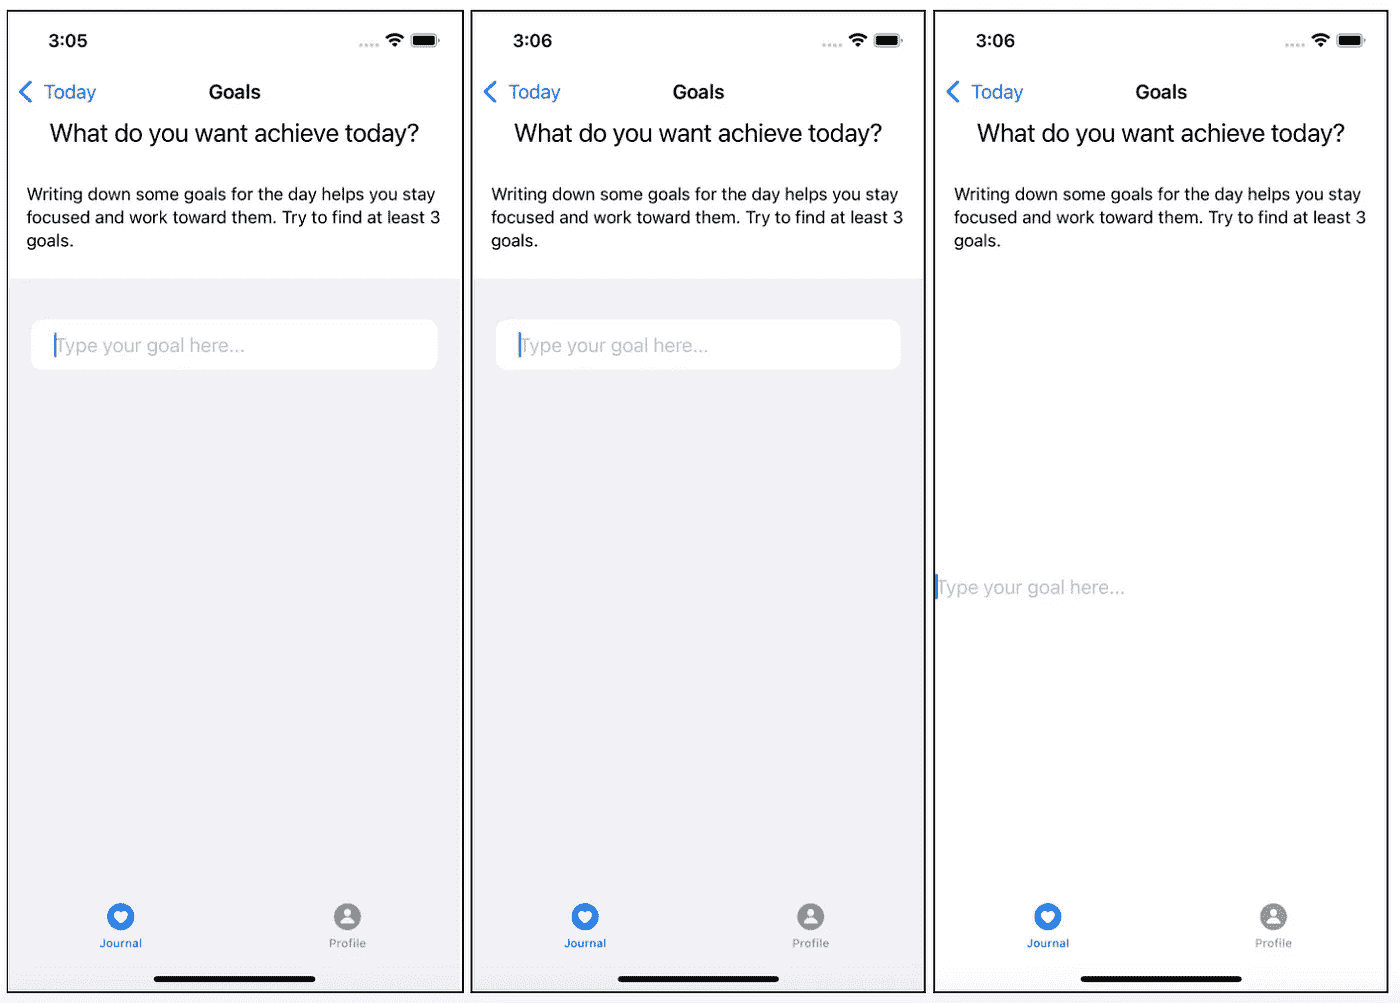 3:05
Today
Goals
What do you want achieve today?
Writing down some goals for the day helps you stay
focused and work toward them. Try to find at least 3
goals.
Type your goal here...
Journal
Profile
3:06
Today
Goals
What do you want achieve today?
Writing down some goals for the day helps you stay
focused and work toward them. Try to find at least 3
goals.
Type your goal here...
Journal
Profile
3:06
Today
Goals
What do you want achieve today?
Writing down some goals for the day helps you stay
focused and work toward them. Try to find at least 3
goals.
Type your goal here...
Journal
Profile